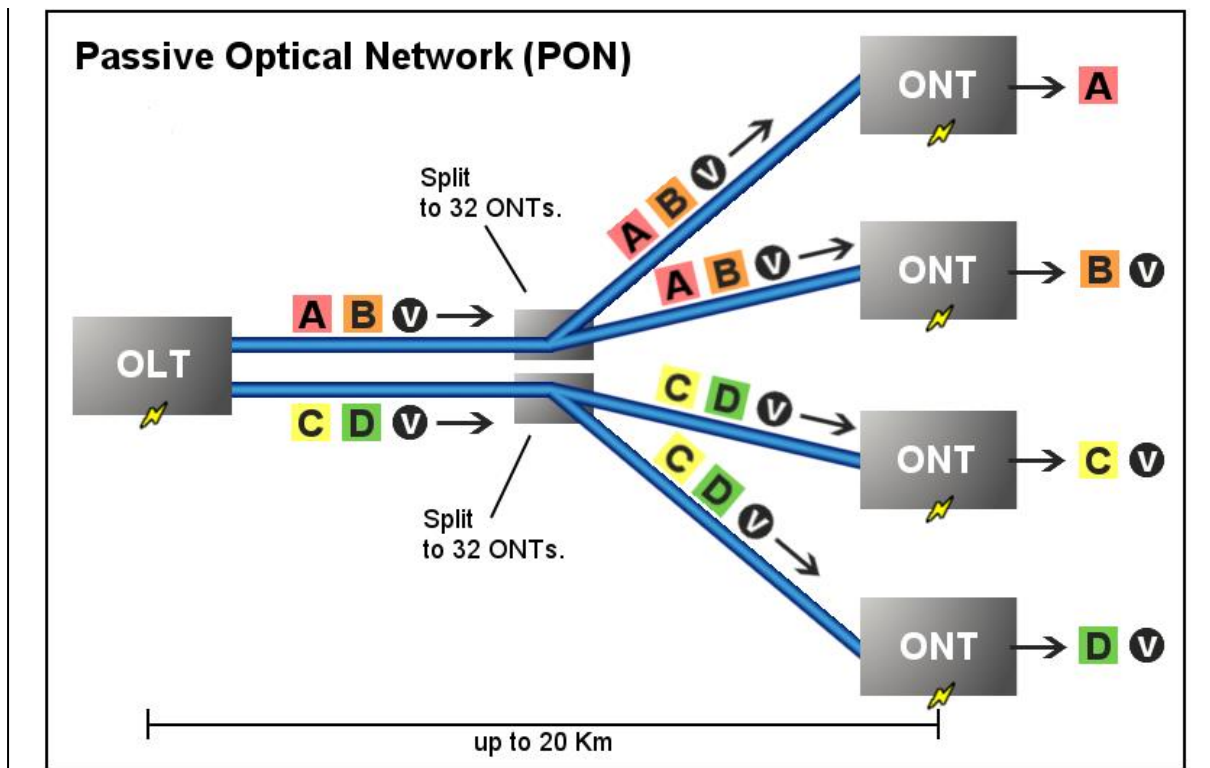 Passive Optical Network (PON)
ONT
A
Split
to 32 ONTs.
A B V
ONT
B V
A B V
A B V
OLT
C D V
C D V
ONT
C V
C D V
Split
to 32 ONTs.
ONT
D V
up to 20 Km